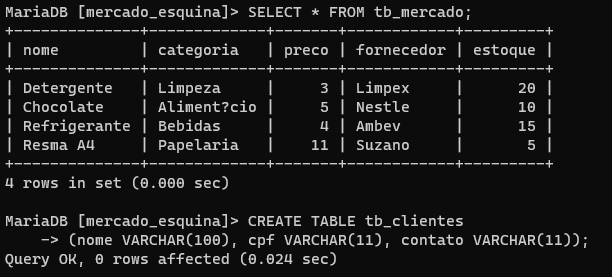 MariaDB [mercado_esquina]> SELECT * FROM tb_mercado;
+--------------+-------------+-------+------------+---------+
| nome         | categoria   | preco | fornecedor | estoque |
+--------------+-------------+-------+------------+---------+
| Detergente   | Limpeza     |     3 | Limpex     |      20 |
| Chocolate    | Aliment?cio |     5 | Nestle     |      10 |
| Refrigerante | Bebidas     |     4 | Ambev      |      15 |
| Resma A4     | Papelaria   |    11 | Suzano     |       5 |
+--------------+-------------+-------+------------+---------+
4 rows in set (0.000 sec)
MariaDB [mercado_esquina]> CREATE TABLE tb_clientes
    -> (nome VARCHAR(100), cpf VARCHAR(11), contato VARCHAR(11));
Query OK, 0 rows affected (0.024 sec)